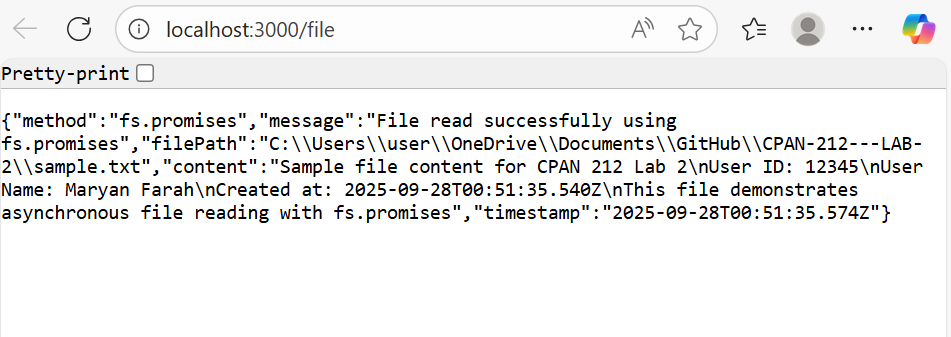 localhost:3000/file
Pretty-print
{"method":"fs.promises","message":"File read successfully using
fs.promises","filePath":"C:\\Users\\user\\OneDrive\\Documents\\GitHub\\CPAN-212---LAB-
2\\sample.txt","content":"Sample file content for CPAN 212 Lab 2\nUser ID: 12345\nUser
Name: Maryan Farah\nCreated at: 2025-09-28T00:51:35.540Z\nThis file demonstrates
asynchronous file reading with fs.promises","timestamp":"2025-09-28T00:51:35.574Z"}